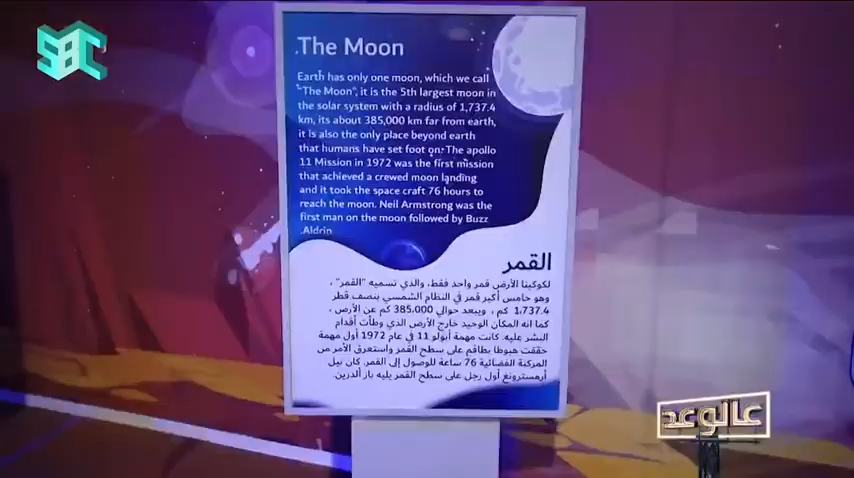 SBC
.The Moon
Earth has only one moon, which we call
"The Moon", it is the 5th largest moon in
the solar system with a radius of 1,737.4
km, its about 385,000 km far from earth,
it is also the only place beyond earth
that humans have set foot on. The apollo
11 Mission in 1972 was the first mission
that achieved a crewed moon landing
and it took the space craft 76 hours to
reach the moon. Neil Armstrong was the
first man on the moon followed by Buzz
.Aldrin
القمر
لكوكبنا الأرض قمر واحد فقط، والذي نسميه "القمر" ،
وهو خامس أكبر قمر في النظام الشمسي بنصف قطر
1,737.4 كم ، ويبعد حوالي 385,000 كم عن الأرض ،
كما انه المكان الوحيد خارج الأرض الذي وطأت أقدام
البشر عليه. كانت مهمة أبولو 11 في عام 1972 أول مهمة
حققت هبوطا بطاقم على سطح القمر واستغرق الأمر من
المركبة الفضائية 76 ساعة للوصول إلى القمر. كان نيل
أرمسترونغ أول رجل على سطح القمر يليه باز ألدرين.
عالوعد